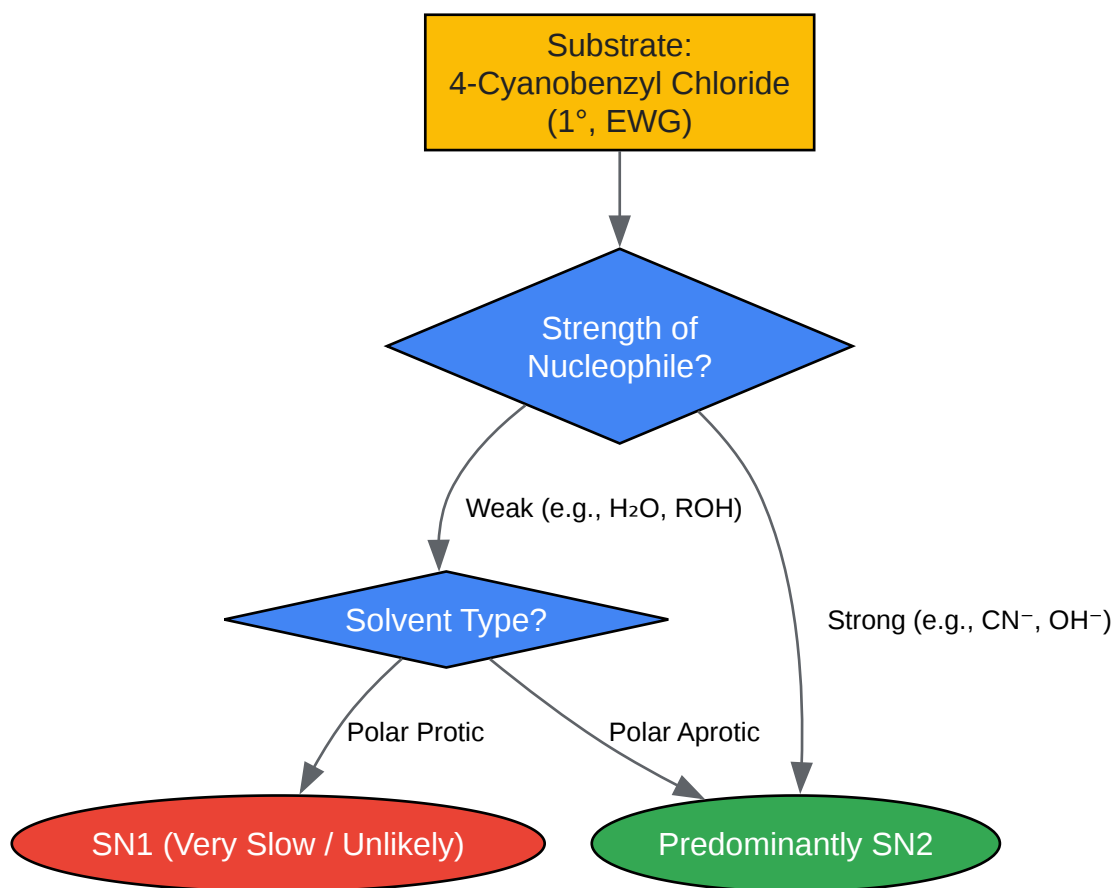 Substrate:
4-Cyanobenzyl Chloride
(1°, EWG)
Strength of
Nucleophile?
Weak (e.g., H₂O, ROH)
Solvent Type?
Strong (e.g., CN⁻, OH⁻)
Polar Protic
Polar Aprotic
SN1 (Very Slow / Unlikely)
Predominantly SN2